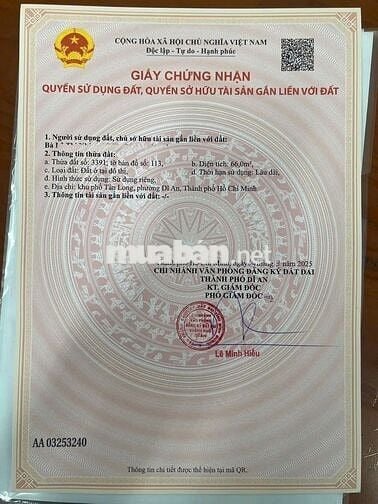 CỘNG HÒA XÃ HỘI CHỦ NGHĨA VIỆT NAM
Độc lập - Tự do - Hạnh phúc
GIẤY CHỨNG NHẬN
QUYỀN SỬ DỤNG ĐẤT, QUYỀN SỞ HỮU TÀI SẢN GẮN LIỀN VỚI ĐẤT
1. Người sử dụng đất, chủ sở hữu tài sản gắn liền với đất:
Bà
2. Thông tin thửa đất:
a. Thửa đất số: 3391; tờ bản đồ số: 113, b. Diện tích: 66,0m²,
c. Loại đất: Đất ở tại đô thị, d. Thời hạn sử dụng: Lâu dài,
đ. Hình thức sử dụng: Sử dụng riêng,
e. Địa chỉ: khu phố Tân Long, phường Dĩ An, Thành phố Hồ Chí Minh
3. Thông tin tài sản gắn liền với đất: -/-
muaban.net
2025
CHI NHÁNH VĂN PHÒNG ĐĂNG KÝ ĐẤT ĐAI
THÀNH PHỐ DĨ AN
KT. GIÁM ĐỐC
PHÓ GIÁM ĐỐC
Lê Minh Hiếu
AA 03253240
Thông tin chi tiết được thể hiện tại mã QR.